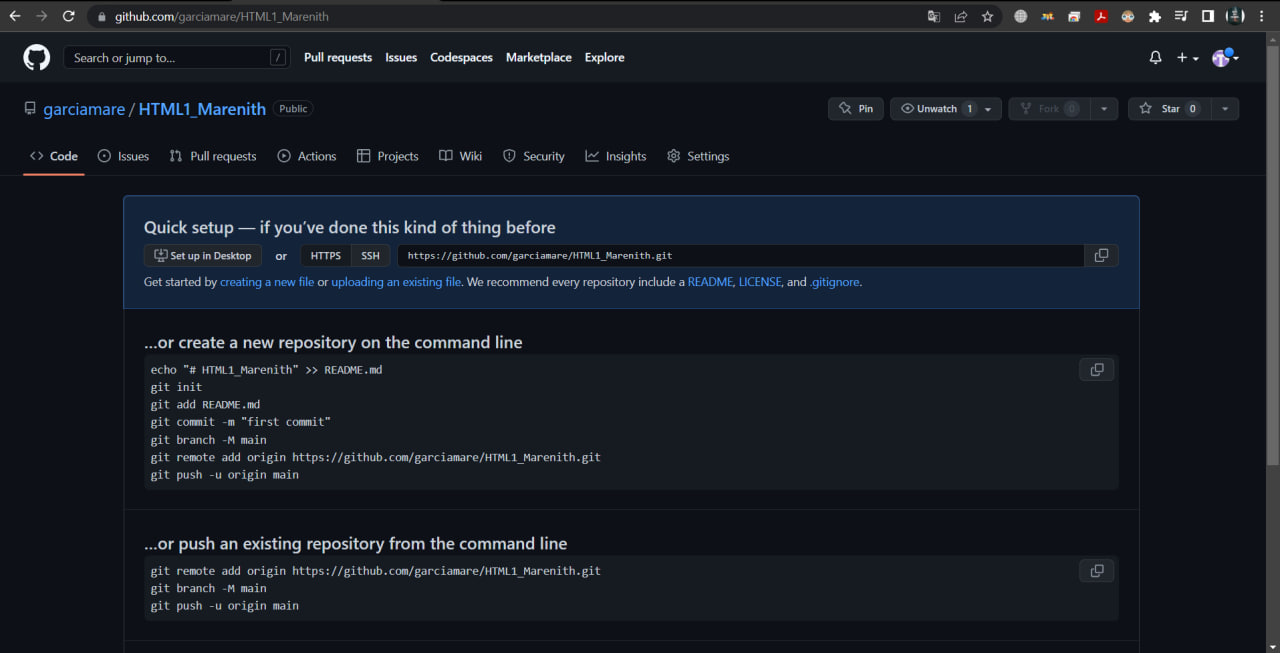 github.com/garciamare/HTML1_Marenith
Search or jump to... /
Pull requests Issues Codespaces Marketplace Explore
garciamare / HTML1_Marenith Public
Pin Unwatch 1 Fork 0 Star 0
Code Issues Pull requests Actions Projects Wiki Security Insights Settings
Quick setup — if you’ve done this kind of thing before
Set up in Desktop or HTTPS SSH https://github.com/garciamare/HTML1_Marenith.git
Get started by creating a new file or uploading an existing file. We recommend every repository include a README, LICENSE, and .gitignore.
…or create a new repository on the command line
echo "# HTML1_Marenith" >> README.md
git init
git add README.md
git commit -m "first commit"
git branch -M main
git remote add origin https://github.com/garciamare/HTML1_Marenith.git
git push -u origin main
…or push an existing repository from the command line
git remote add origin https://github.com/garciamare/HTML1_Marenith.git
git branch -M main
git push -u origin main